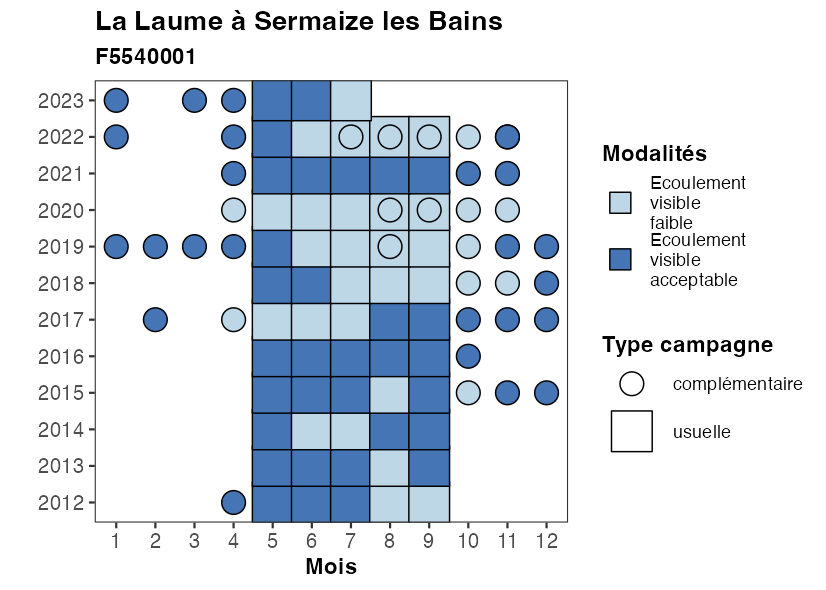 La Laume à Sermaize les Bains
F5540001
2023
2022
2021
2020
2019
2018
2017
2016
2015
2014
2013
2012
1 2 3 4 5 6 7 8 9 10 11 12
Mois
Modalités
Ecoulement
visible
faible
Ecoulement
visible
acceptable
Type campagne
complémentaire
usuelle